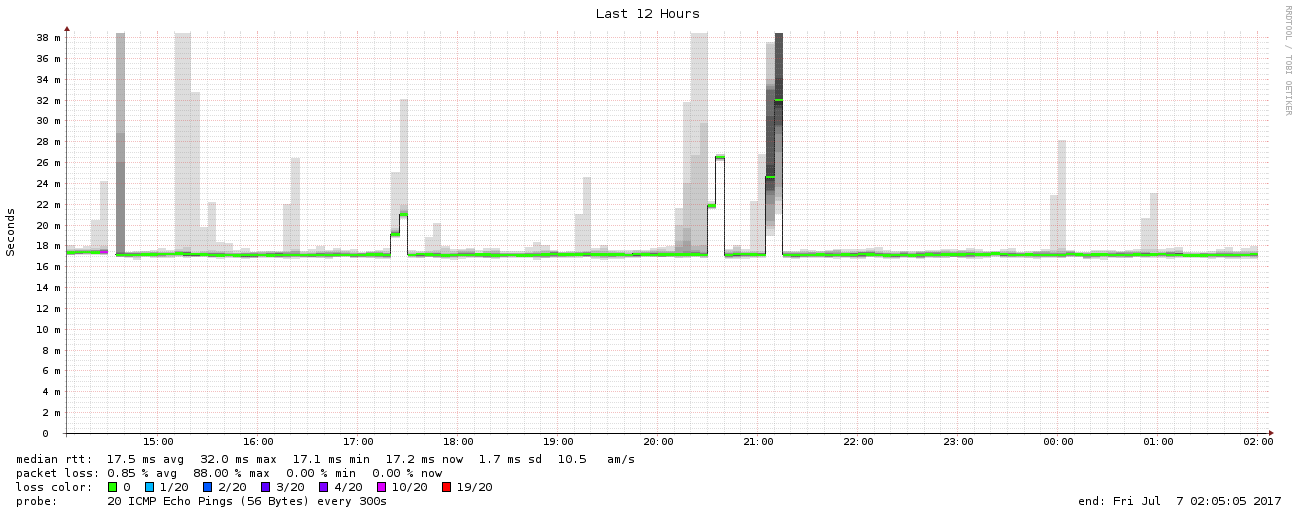 Last 12 Hours
RRDTOOL / TOBI OETIKER
Seconds
38 m
36 m
34 m
32 m
30 m
28 m
26 m
24 m
22 m
20 m
18 m
16 m
14 m
12 m
10 m
8 m
6 m
4 m
2 m
0
15:00 16:00 17:00 18:00 19:00 20:00 21:00 22:00 23:00 00:00 01:00 02:00
median rtt: 17.5 ms avg 32.0 ms max 17.1 ms min 17.2 ms now 1.7 ms sd 10.5 am/s
packet loss: 0.85 % avg 88.00 % max 0.00 % min 0.00 % now
loss color: 0 1/20 2/20 3/20 4/20 10/20 19/20
probe: 20 ICMP Echo Pings (56 Bytes) every 300s end: Fri Jul 7 02:05:05 2017